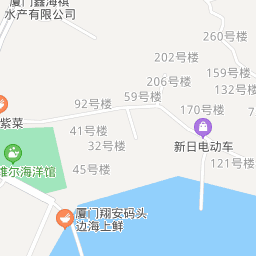 厦门鑫海祺
水产有限公司
260号楼
202号楼
159号楼
206号楼
132号楼
59号楼
92号楼
170号楼
紫菜
41号楼
32号楼
新日电动车
121号楼
45号楼
维尔海洋馆
厦门翔安码头
边海上鲜